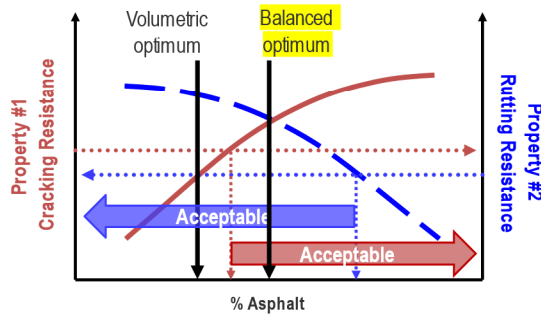 Volumetric
optimum
Balanced
optimum
Property #1
Cracking Resistance
Property #2
Rutting Resistance
Acceptable
Acceptable
% Asphalt